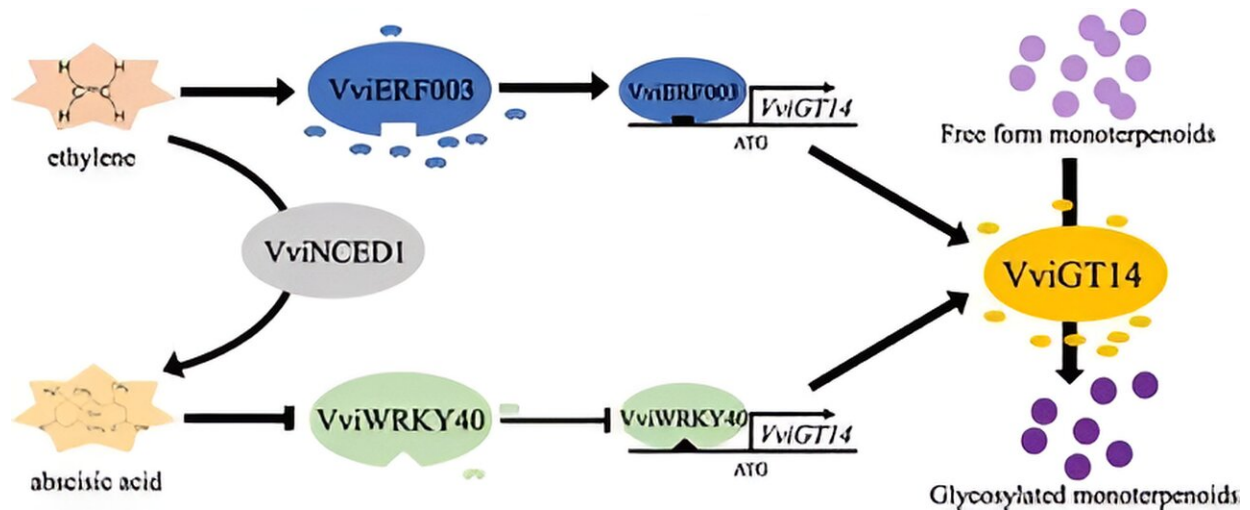 VviERF003
VviERF003
VviGT14
ATG
Free form monoterpenoids
ethylene
VviNCED1
VviGT14
VviWRKY40
VviWRKY40
VviGT14
ATG
abscisic acid
Glycosylated monoterpenoids